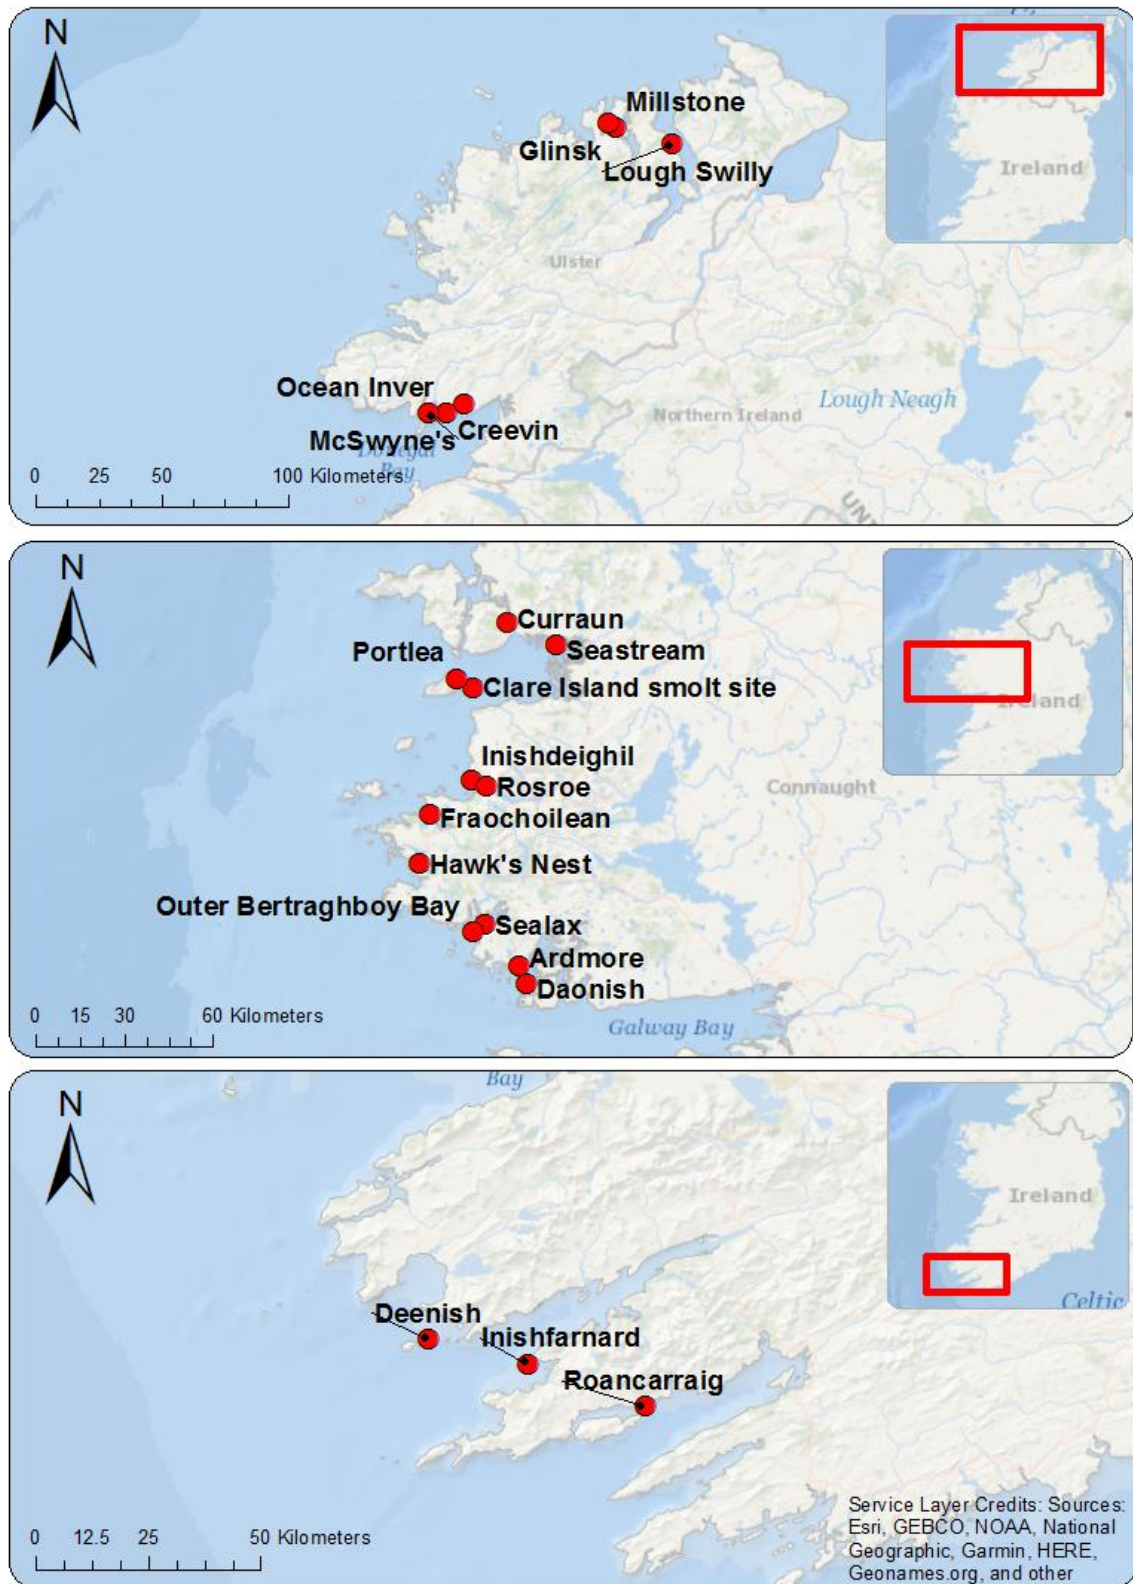 N
Millstone
Glinsk
Lough Swilly
Ireland
Ulster
Ocean Inver
Lough Neagh
Northern Ireland
Creevin
McSwyne's
Donegal
Bay
0 25 50 100 Kilometers
N
Curraun
Portlea
Seastream
Clare Island smolt site
Ireland
Inishdeighil
Rosroe
Connaught
Fraochoilean
Hawk's Nest
Outer Bertraghboy Bay
Sealax
Ardmore
Daonish
0 15 30 60 Kilometers
Galway Bay
Bay
N
Ireland
Celtic
Deenish
Inishfarnard
Roancarraig
0 12.5 25 50 Kilometers
Service Layer Credits: Sources:
Esri, GEBCO, NOAA, National
Geographic, Garmin, HERE,
Geonames.org, and other